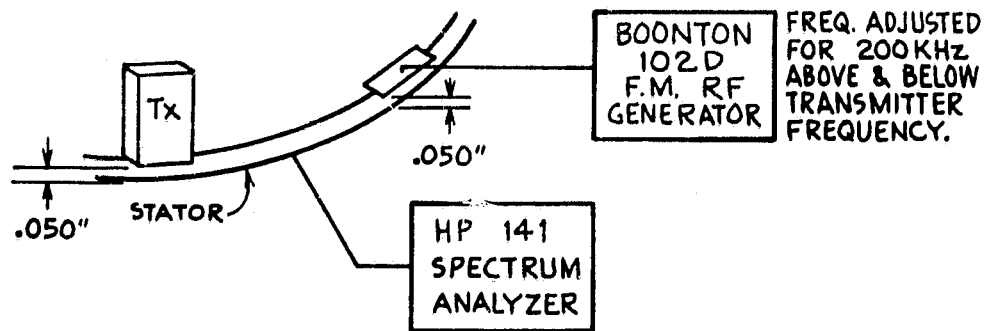 BOONTON
102D
F.M. RF
GENERATOR
FREQ. ADJUSTED
FOR 200KHz
ABOVE & BELOW
TRANSMITTER
FREQUENCY.
Tx
.050"
.050"
STATOR
HP 141
SPECTRUM
ANALYZER